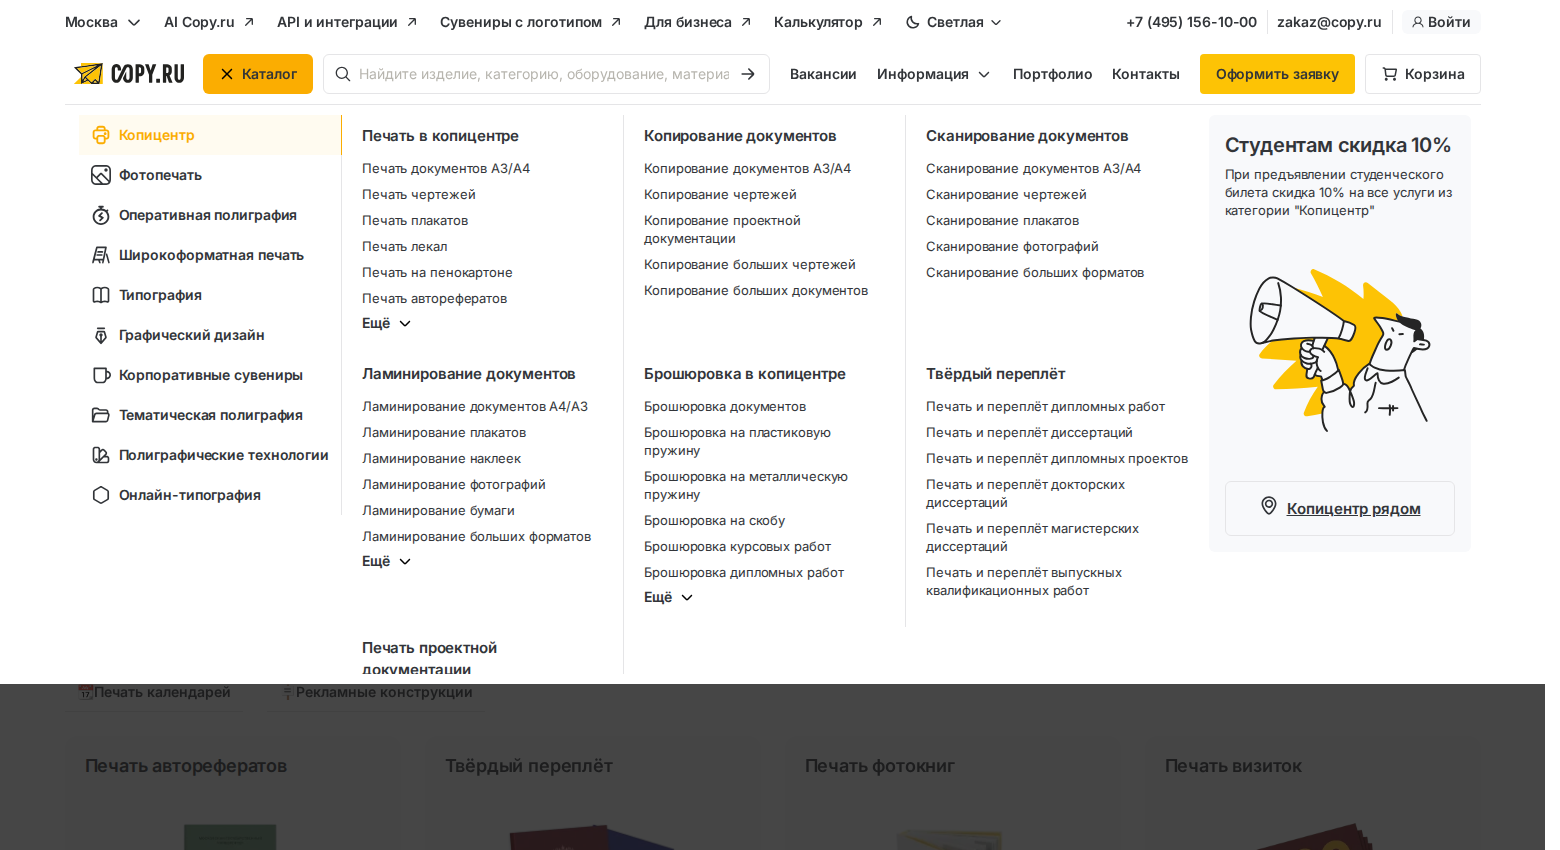 Москва AI Copy.ru API и интеграции Сувениры с логотипом Для бизнеса Калькулятор Светлая +7 (495) 156-10-00 zakaz@copy.ru Войти
COPY.RU Каталог Найдите изделие, категорию, оборудование, материа Вакансии Информация Портфолио Контакты Оформить заявку Корзина
Копицентр
Фотопечать
Оперативная полиграфия
Широкоформатная печать
Типография
Графический дизайн
Корпоративные сувениры
Тематическая полиграфия
Полиграфические технологии
Онлайн-типография
Печать в копицентре
Печать документов А3/А4
Печать чертежей
Печать плакатов
Печать лекал
Печать на пенокартоне
Печать авторефератов
Ещё
Копирование документов
Копирование документов А3/А4
Копирование чертежей
Копирование проектной
документации
Копирование больших чертежей
Копирование больших документов
Сканирование документов
Сканирование документов А3/А4
Сканирование чертежей
Сканирование плакатов
Сканирование фотографий
Сканирование больших форматов
Ламинирование документов
Ламинирование документов А4/А3
Ламинирование плакатов
Ламинирование наклеек
Ламинирование фотографий
Ламинирование бумаги
Ламинирование больших форматов
Ещё
Брошюровка в копицентре
Брошюровка документов
Брошюровка на пластиковую
пружину
Брошюровка на металлическую
пружину
Брошюровка на скобу
Брошюровка курсовых работ
Брошюровка дипломных работ
Ещё
Твёрдый переплёт
Печать и переплёт дипломных работ
Печать и переплёт диссертаций
Печать и переплёт дипломных проектов
Печать и переплёт докторских
диссертаций
Печать и переплёт магистерских
диссертаций
Печать и переплёт выпускных
квалификационных работ
Печать проектной
документации
Студентам скидка 10%
При предъявлении студенческого
билета скидка 10% на все услуги из
категории "Копицентр"
Копицентр рядом
Печать календарей Рекламные конструкции
Печать авторефератов Твёрдый переплёт Печать фотокниг Печать визиток